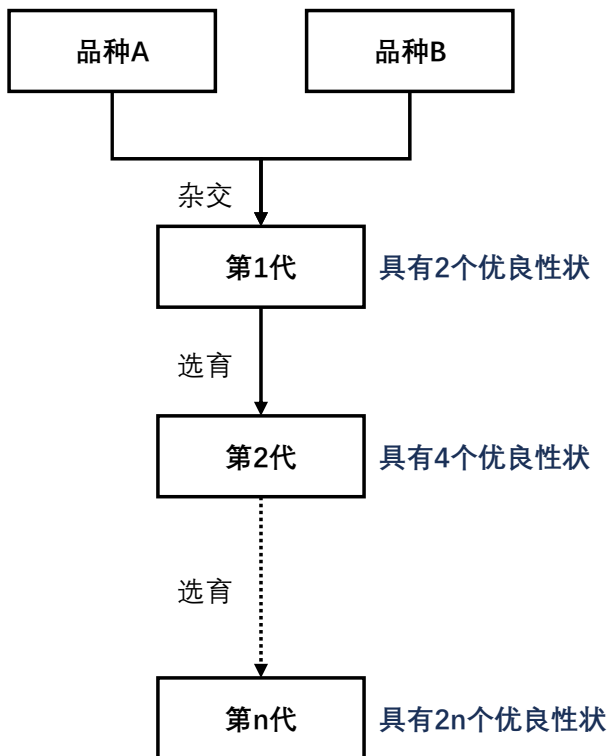 品种A
品种B
杂交
第1代
具有2个优良性状
选育
第2代
具有4个优良性状
选育
第n代
具有2n个优良性状